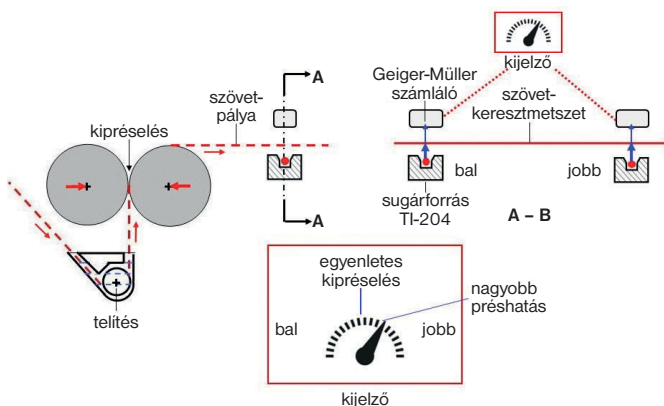 A
szövet-
pálya
kipréselés
telítés
A
kijelző
Geiger-Müller
számláló
szövet-
keresztmetszet
bal
jobb
sugárforrás
TI-204
A – B
egyenletes
kipréselés
nagyobb
préshatás
bal
jobb
kijelző